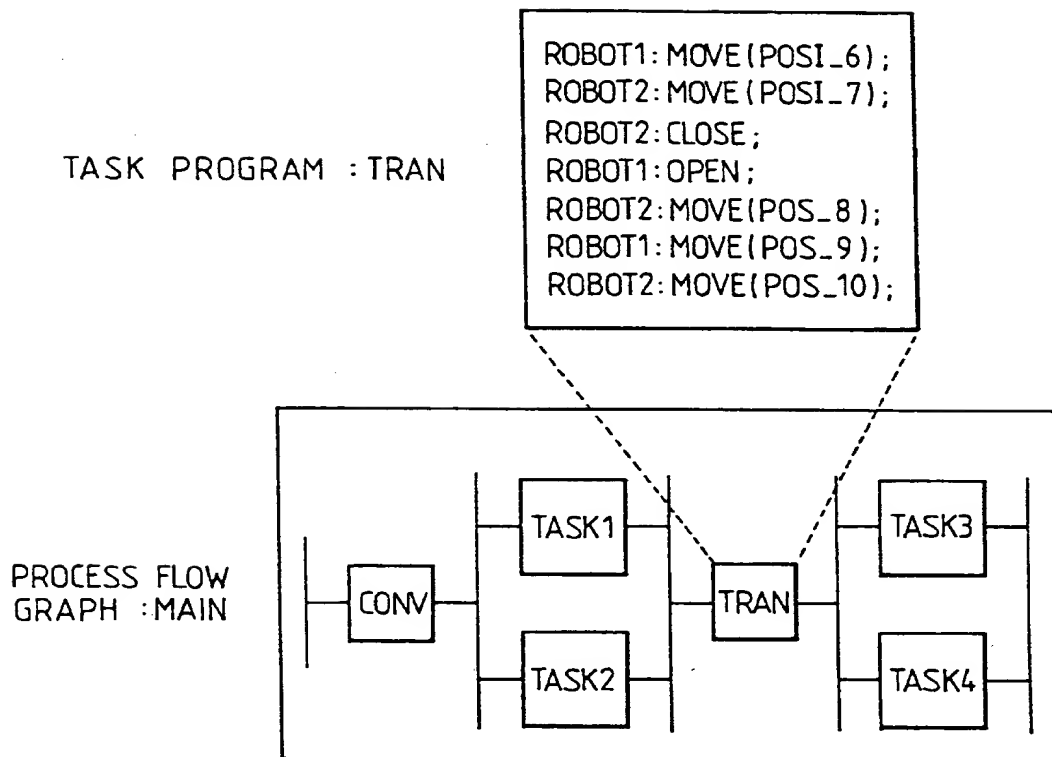 ROBOT1: MOVE(POSI_6);
ROBOT2: MOVE(POSI_7);
ROBOT2: CLOSE;
ROBOT1: OPEN;
ROBOT2: MOVE(POS_8);
ROBOT1: MOVE(POS_9);
ROBOT2: MOVE(POS_10);
TASK PROGRAM : TRAN
PROCESS FLOW
GRAPH : MAIN
CONV
TASK1
TASK2
TRAN
TASK3
TASK4